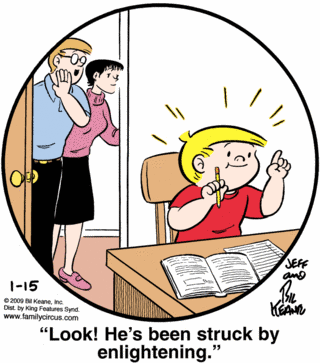 1-15
©2009 Bil Keane, Inc.
Dist. by King Features Synd.
www.familycircus.com
JEFF
AND
BIL
KEANE
"Look! He's been struck by
enlightening."